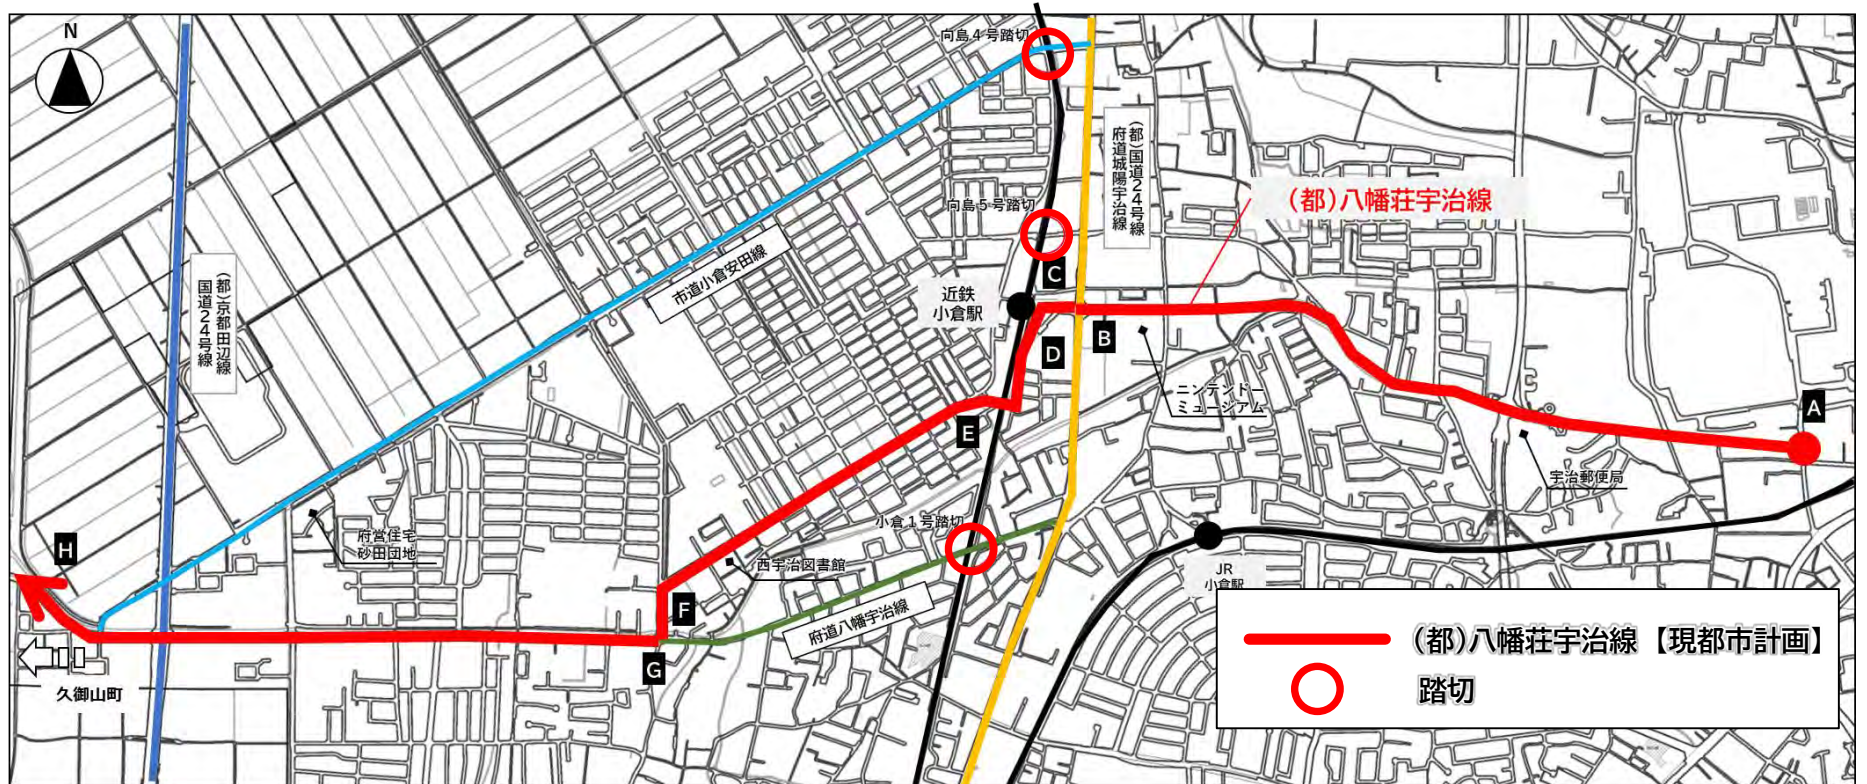 N
向島4号踏切
(都)国道24号線
府道城陽宇治線
(都)八幡荘宇治線
向島5号踏切
C
市道小倉安田線
(都)京都田辺線
国道24号線
近鉄
小倉駅
B
D
ニンテンドー
ミュージアム
A
E
宇治郵便局
小倉1号踏切
府営住宅
砂田団地
H
西宇治図書館
JR
小倉駅
F
府道八幡宇治線
G
久御山町
(都)八幡荘宇治線【現都市計画】
踏切